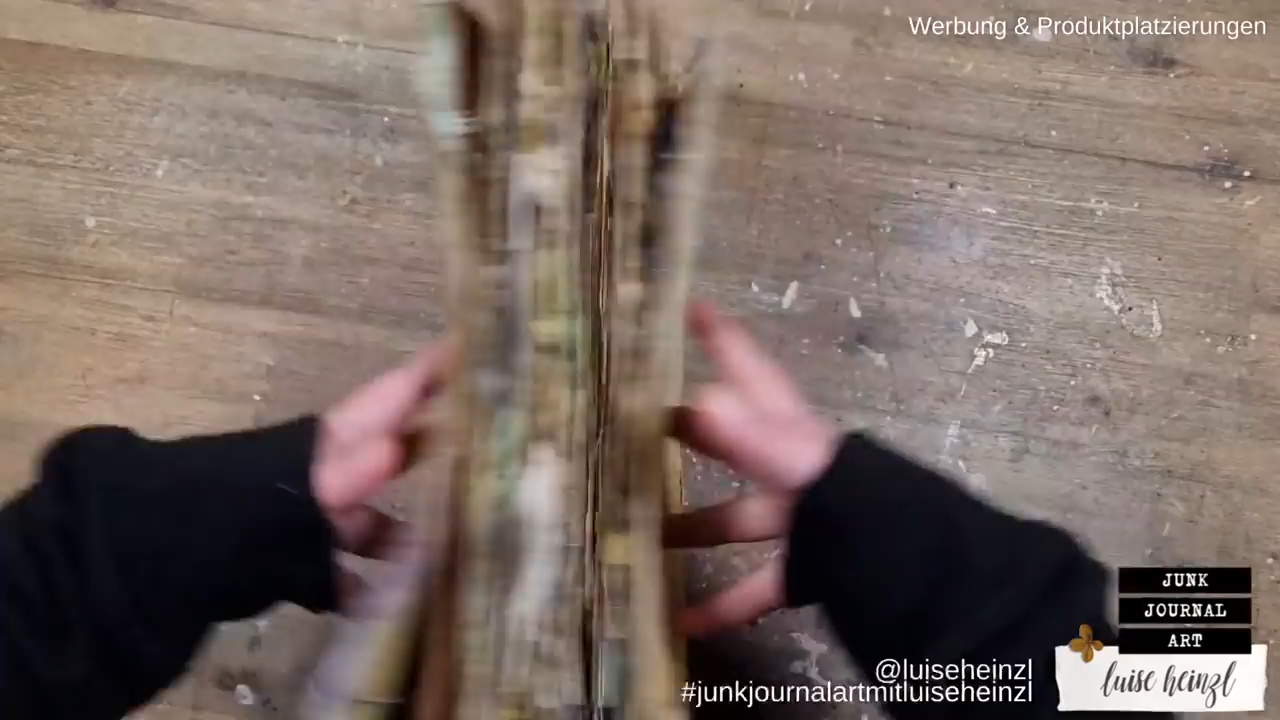 Werbung & Produktplatzierungen
JUNK
JOURNAL
ART
@luiseheinzl
#junkjournalartmitluiseheinzl
luise heinzl